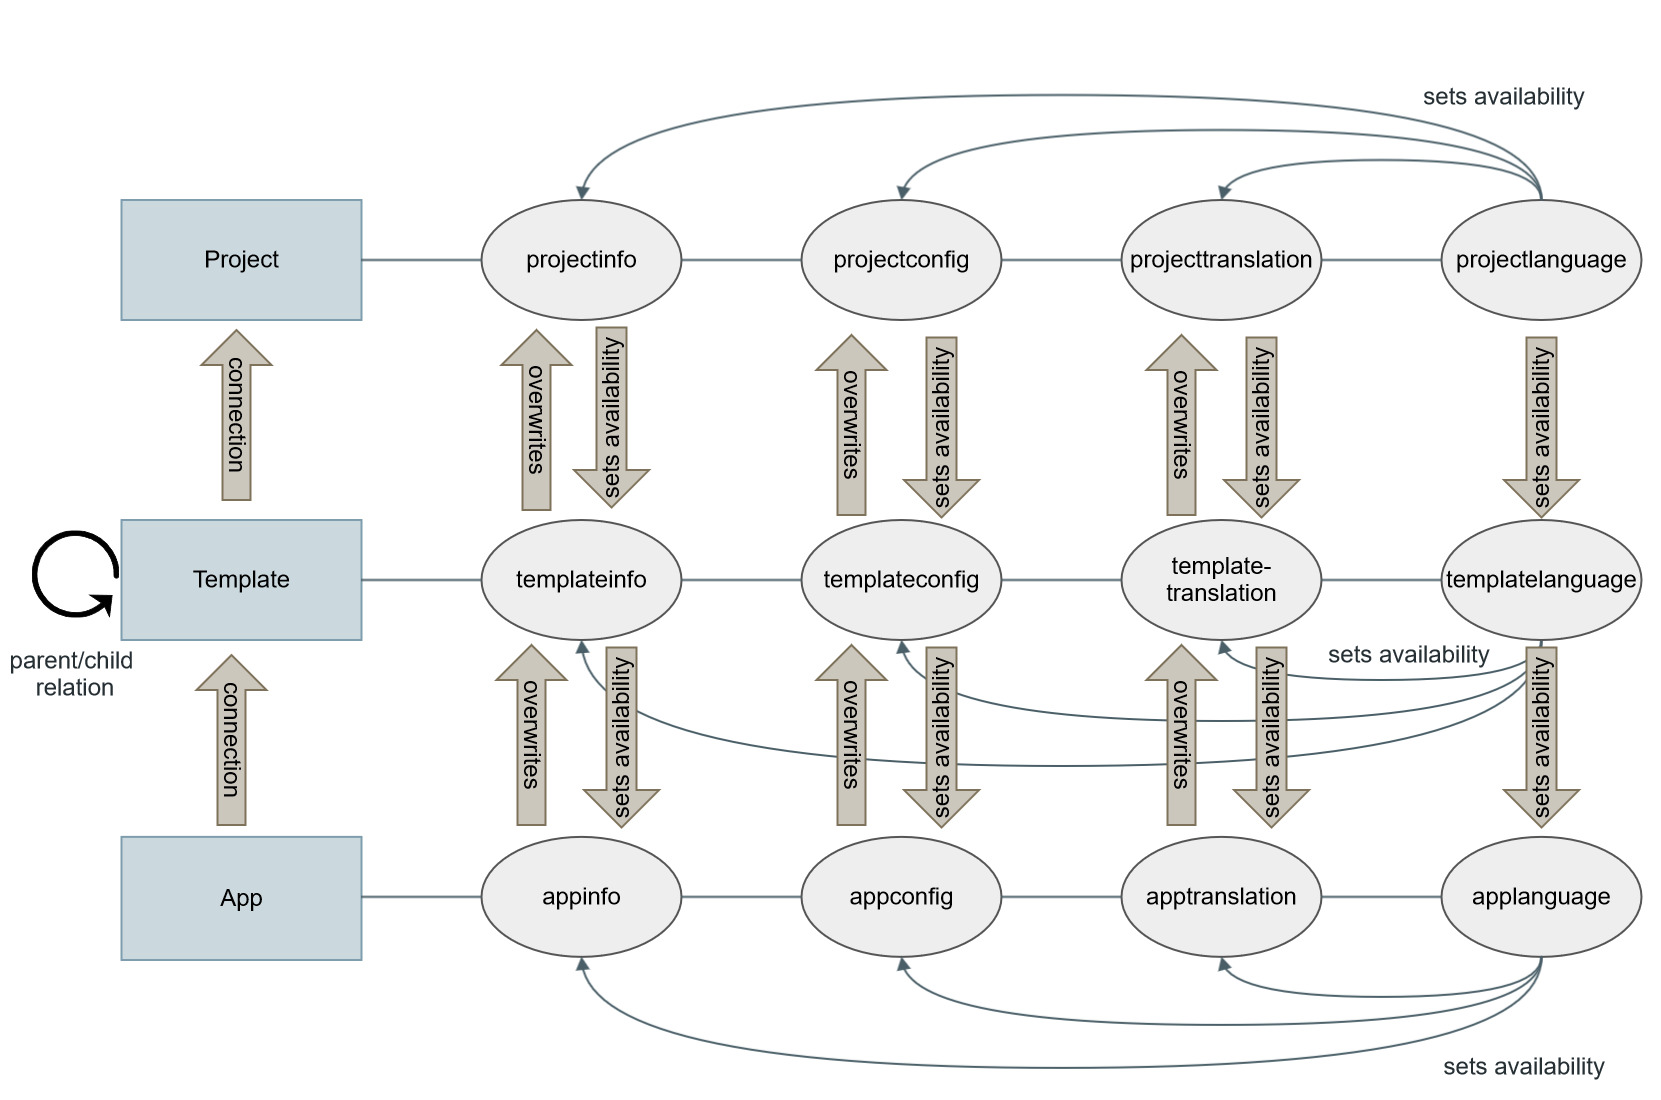 sets availability
Project
projectinfo
projectconfig
projecttranslation
projectlanguage
connection
overwrites
sets availability
overwrites
sets availability
overwrites
sets availability
sets availability
Template
templateinfo
templateconfig
template-
translation
templatelanguage
parent/child
relation
sets availability
connection
overwrites
sets availability
overwrites
sets availability
overwrites
sets availability
sets availability
App
appinfo
appconfig
apptranslation
applanguage
sets availability